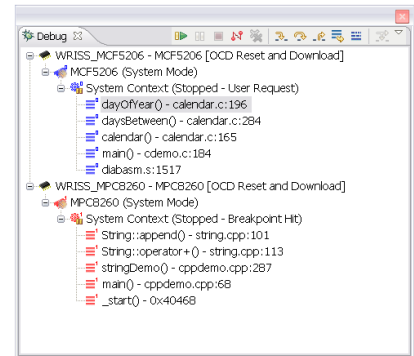 Debug
WRISS_MCF5206 - MCF5206 [OCD Reset and Download]
MCF5206 (System Mode)
System Context (Stopped - User Request)
dayOfYear() - calendar.c:196
daysBetween() - calendar.c:284
calendar() - calendar.c:165
main() - cdemo.c:184
diabasm.s:1517
WRISS_MPC8260 - MPC8260 [OCD Reset and Download]
MPC8260 (System Mode)
System Context (Stopped - Breakpoint Hit)
String::append() - string.cpp:101
String::operator+() - string.cpp:113
stringDemo() - cppdemo.cpp:287
main() - cppdemo.cpp:68
_start() - 0x40468